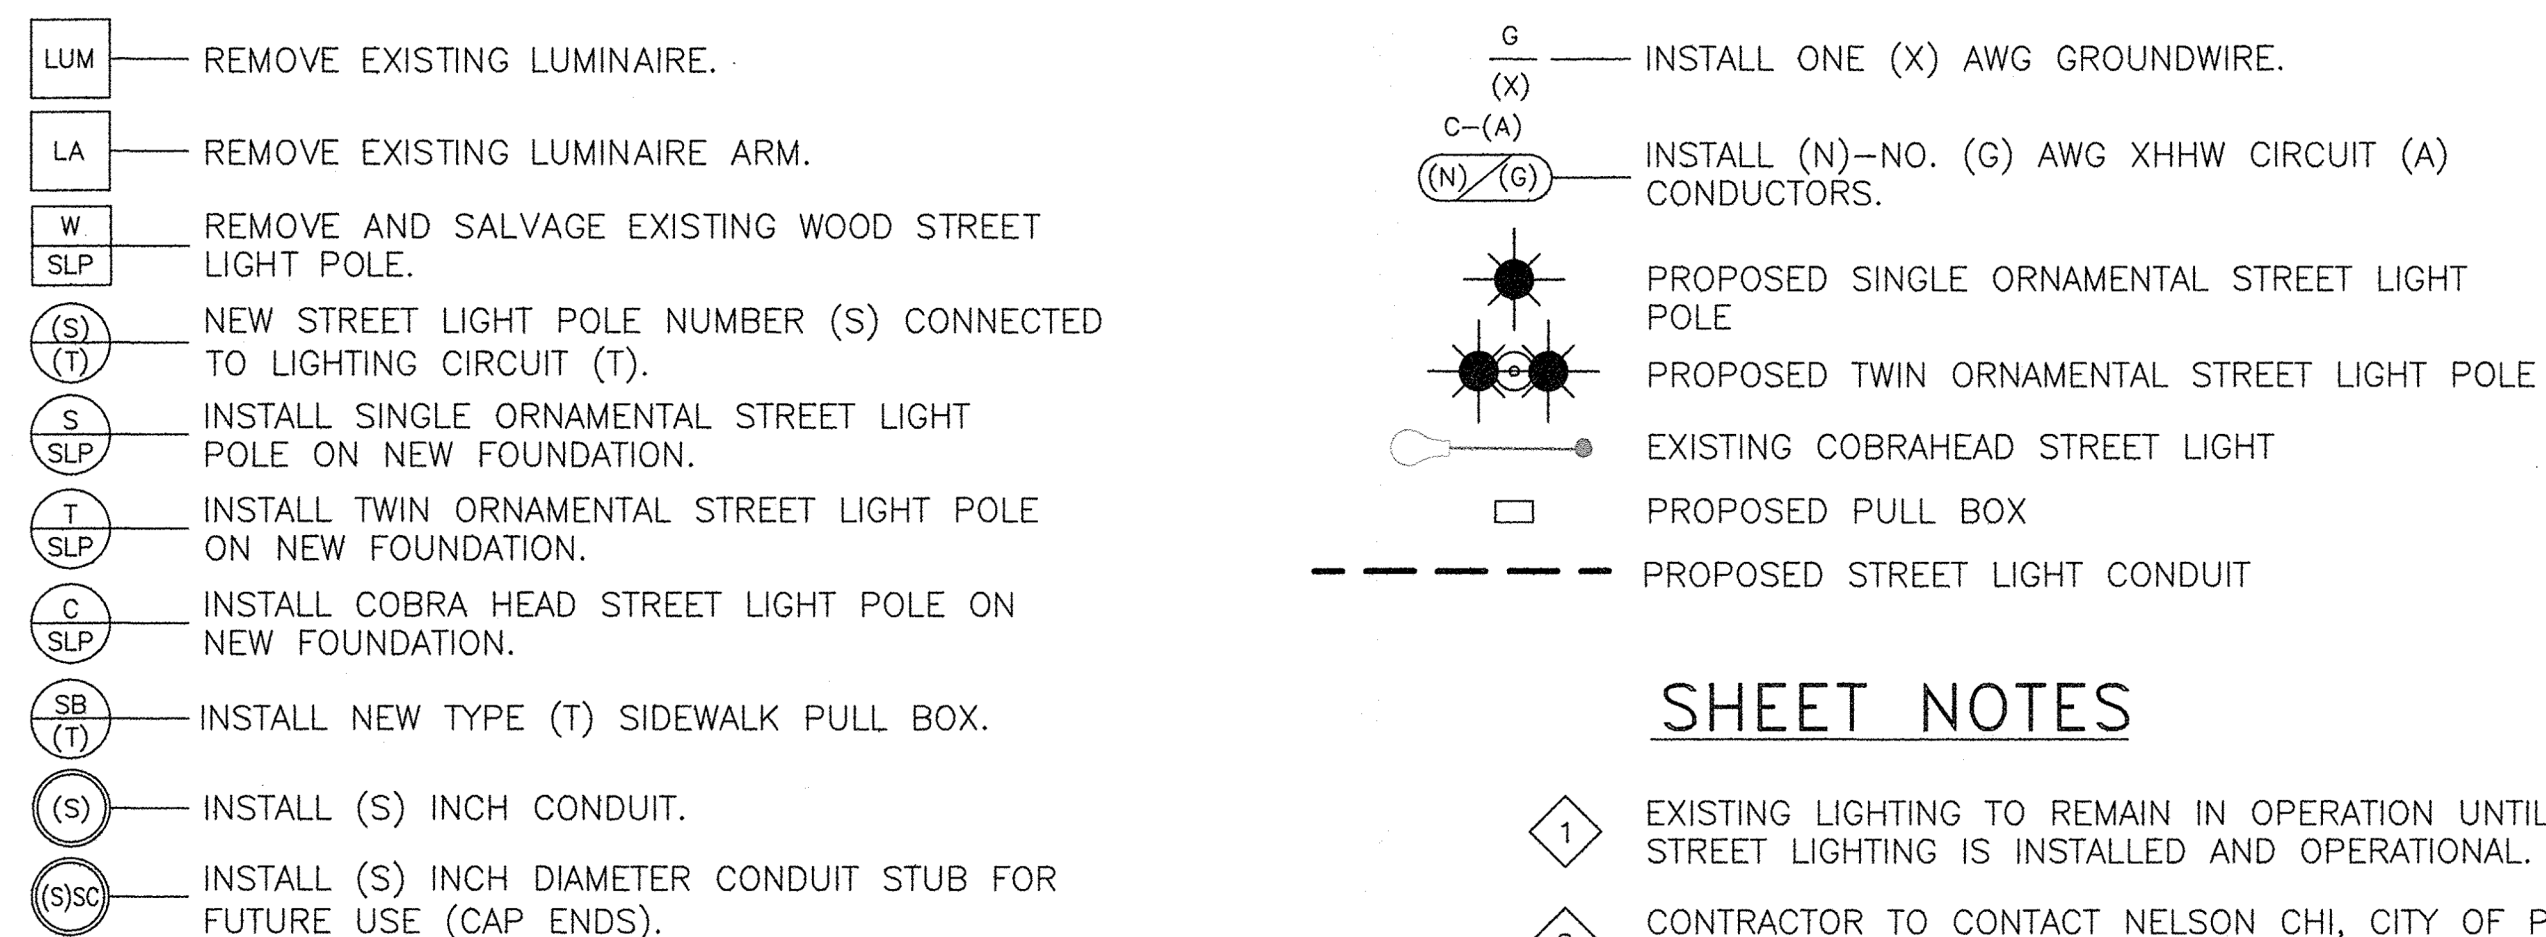 LUM
REMOVE EXISTING LUMINAIRE.
LA
REMOVE EXISTING LUMINAIRE ARM.
W
SLP
REMOVE AND SALVAGE EXISTING WOOD STREET
LIGHT POLE.
(S)
(T)
NEW STREET LIGHT POLE NUMBER (S) CONNECTED
TO LIGHTING CIRCUIT (T).
S
SLP
INSTALL SINGLE ORNAMENTAL STREET LIGHT
POLE ON NEW FOUNDATION.
T
SLP
INSTALL TWIN ORNAMENTAL STREET LIGHT POLE
ON NEW FOUNDATION.
C
SLP
INSTALL COBRA HEAD STREET LIGHT POLE ON
NEW FOUNDATION.
SB
(T)
INSTALL NEW TYPE (T) SIDEWALK PULL BOX.
(S)
INSTALL (S) INCH CONDUIT.
(S)SC
INSTALL (S) INCH DIAMETER CONDUIT STUB FOR
FUTURE USE (CAP ENDS).
G
(X)
INSTALL ONE (X) AWG GROUNDWIRE.
C-(A)
(N)/(G)
INSTALL (N)-NO. (G) AWG XHHW CIRCUIT (A)
CONDUCTORS.
PROPOSED SINGLE ORNAMENTAL STREET LIGHT
POLE
PROPOSED TWIN ORNAMENTAL STREET LIGHT POLE
EXISTING COBRAHEAD STREET LIGHT
PROPOSED PULL BOX
PROPOSED STREET LIGHT CONDUIT
SHEET NOTES
1
EXISTING LIGHTING TO REMAIN IN OPERATION UNTIL
STREET LIGHTING IS INSTALLED AND OPERATIONAL.
CONTRACTOR TO CONTACT NELSON CHI, CITY OF